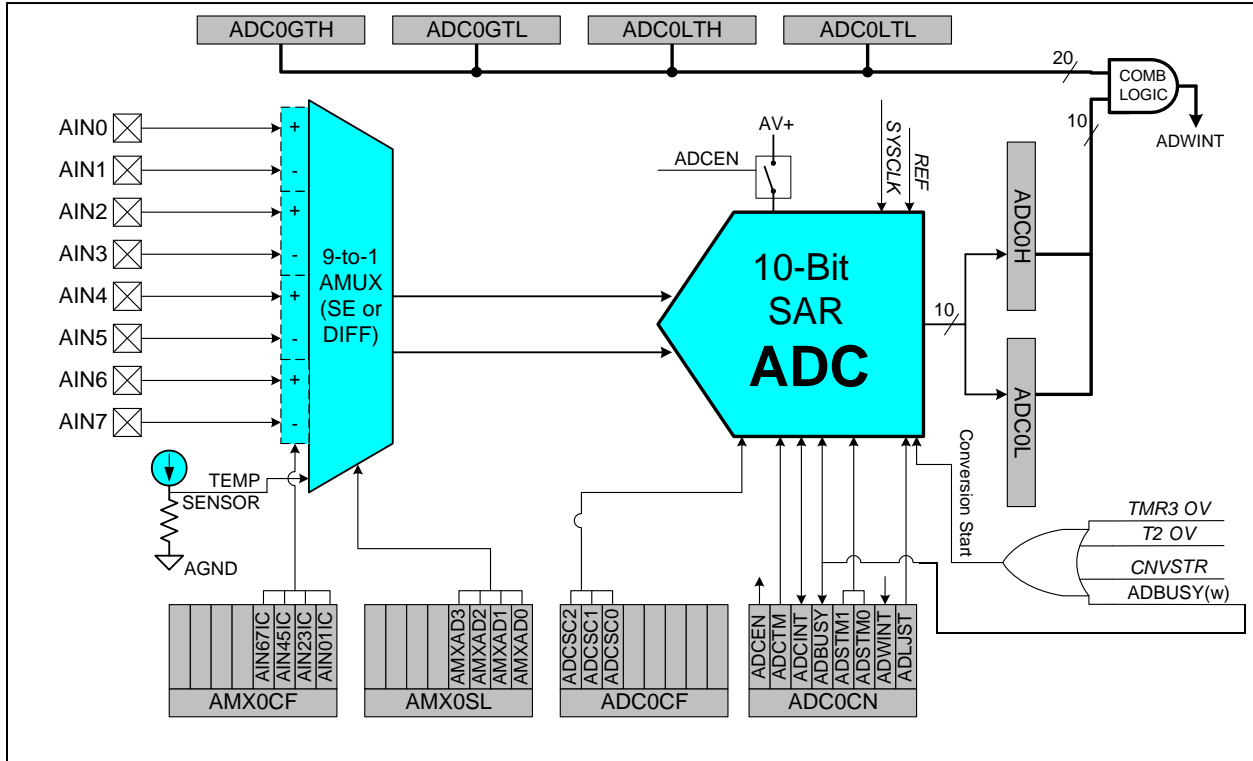 ADC0GTH
ADC0GTL
ADC0LTH
ADC0LTL
20
COMB
LOGIC
10
ADWINT
AIN0
AIN1
AIN2
AIN3
AIN4
AIN5
AIN6
AIN7
+
-
+
-
+
-
+
-
9-to-1
AMUX
(SE or
DIFF)
AV+
ADCEN
SYSCLK
REF
10-Bit
SAR
ADC
10
ADC0H
ADC0L
TEMP
SENSOR
AGND
Conversion Start
TMR3 OV
T2 OV
CNVSTR
ADBUSY(w)
AIN67IC
AIN45IC
AIN23IC
AIN01IC
AMX0CF
AMXAD3
AMXAD2
AMXAD1
AMXAD0
AMX0SL
ADCSC2
ADCSC1
ADCSC0
ADC0CF
ADCEN
ADCTM
ADCINT
ADBUSY
ADSTM1
ADSTM0
ADWINT
ADLJST
ADC0CN